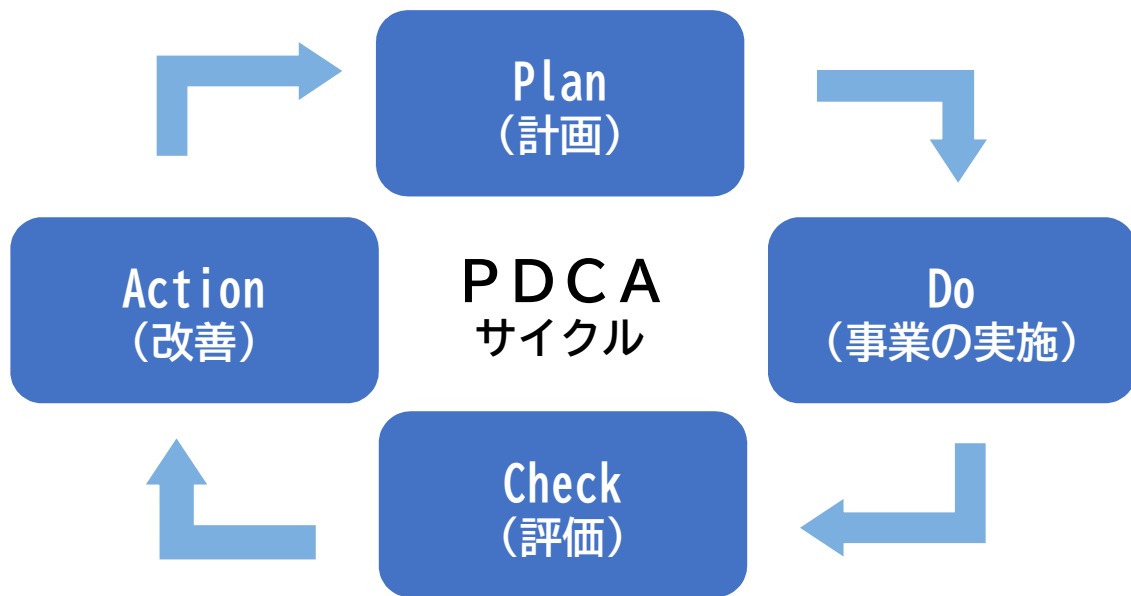 Plan
（計画）
Action
（改善）
ＰＤＣＡ
サイクル
Do
（事業の実施）
Check
（評価）